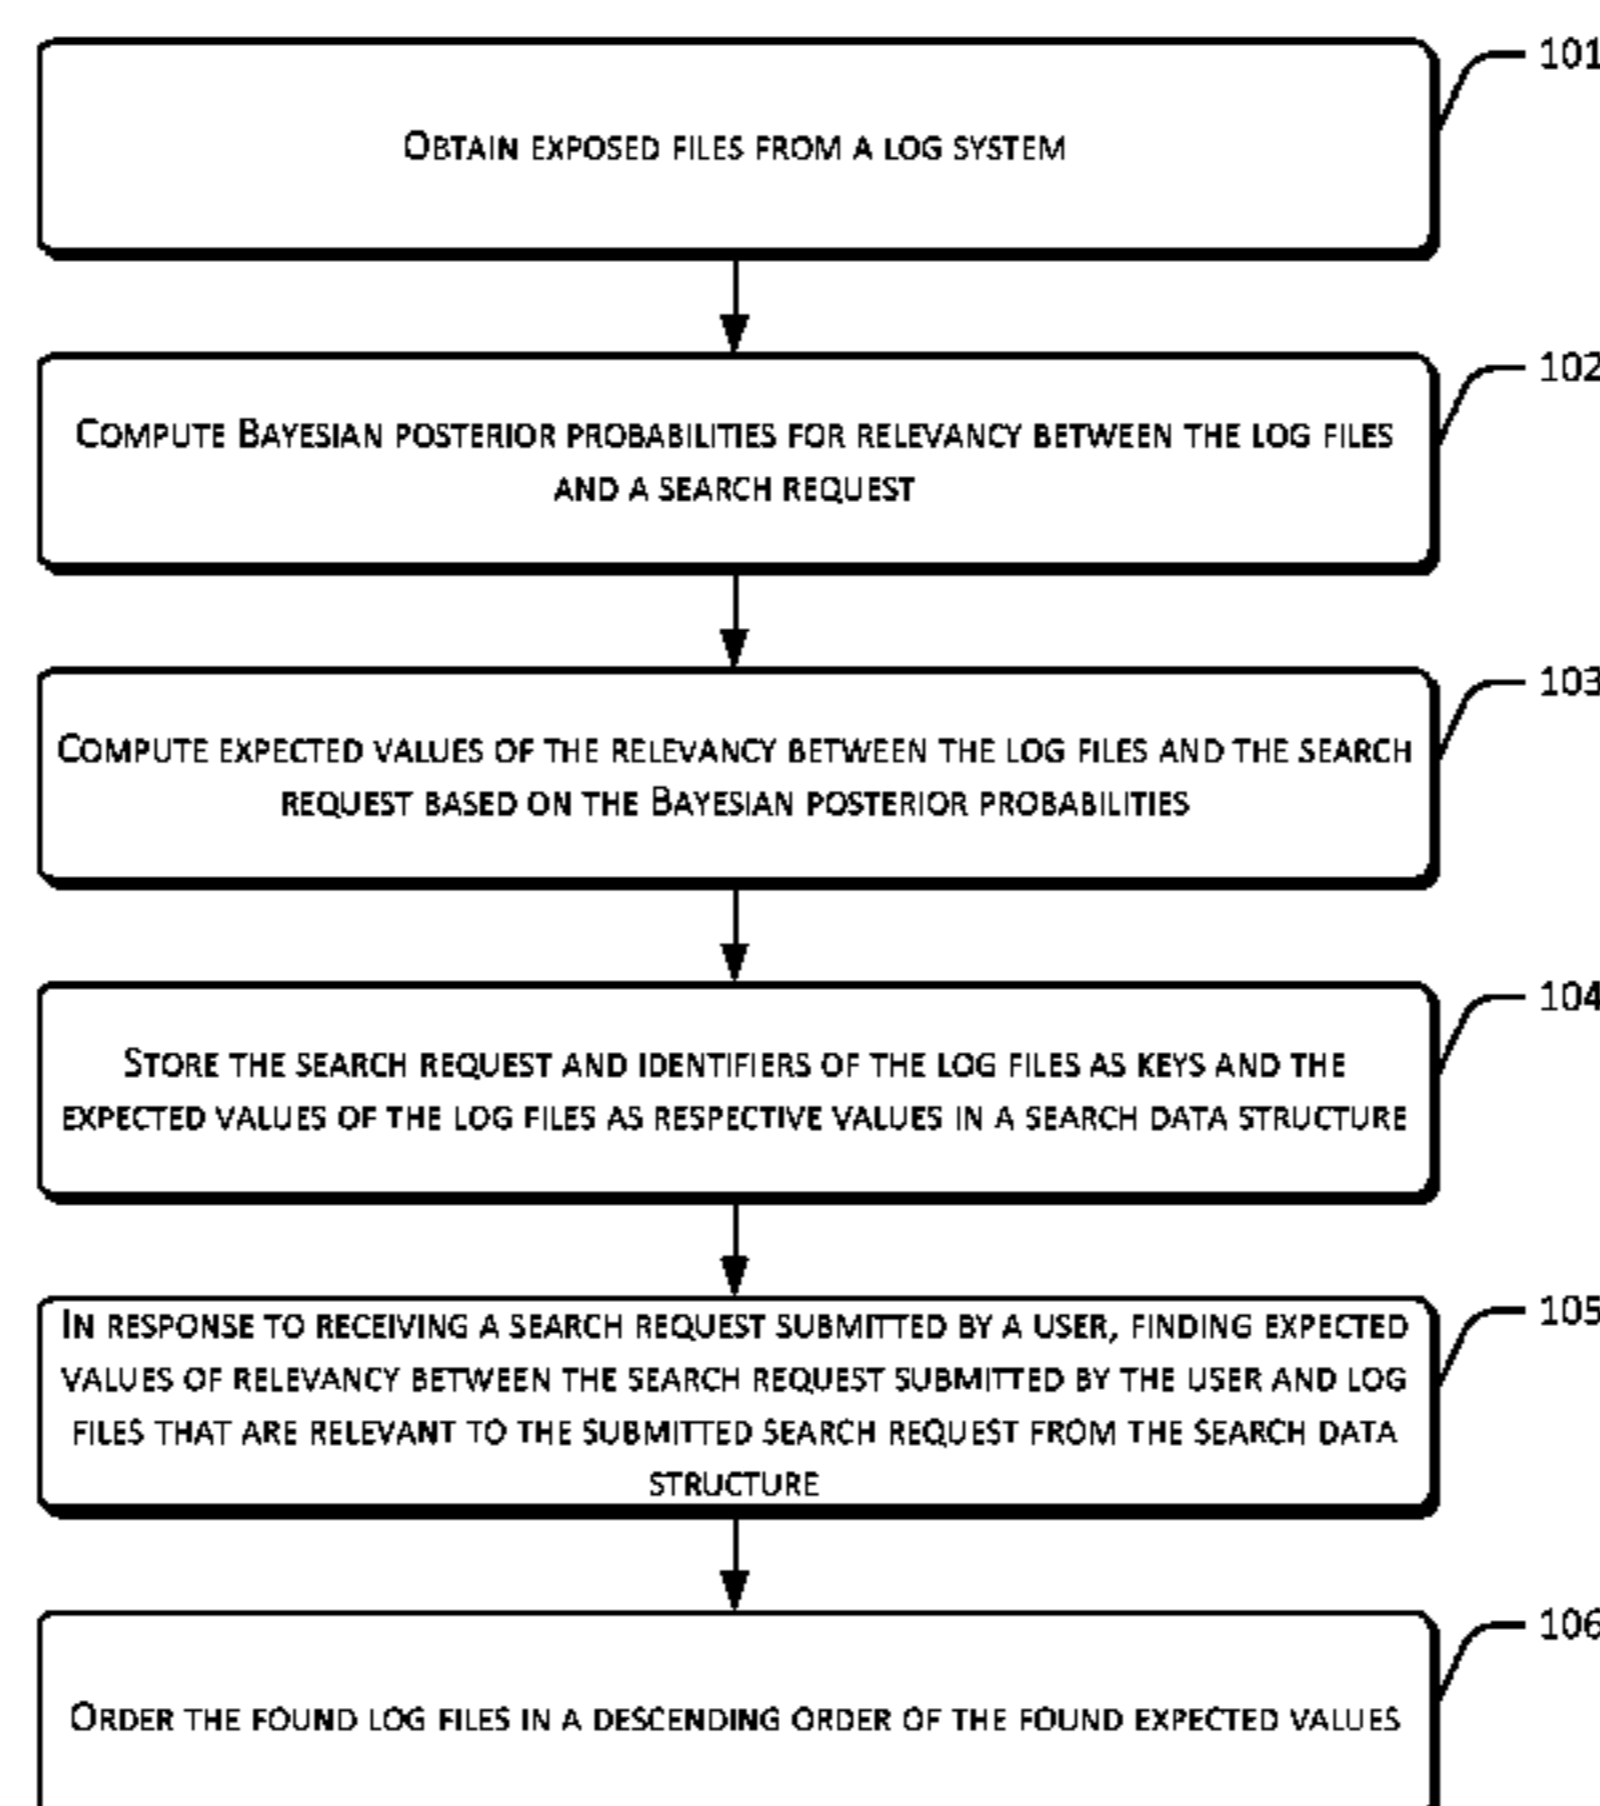 101
OBTAIN EXPOSED FILES FROM A LOG SYSTEM
102
COMPUTE BAYESIAN POSTERIOR PROBABILITIES FOR RELEVANCY BETWEEN THE LOG FILES
AND A SEARCH REQUEST
103
COMPUTE EXPECTED VALUES OF THE RELEVANCY BETWEEN THE LOG FILES AND THE SEARCH
REQUEST BASED ON THE BAYESIAN POSTERIOR PROBABILITIES
104
STORE THE SEARCH REQUEST AND IDENTIFIERS OF THE LOG FILES AS KEYS AND THE
EXPECTED VALUES OF THE LOG FILES AS RESPECTIVE VALUES IN A SEARCH DATA STRUCTURE
105
IN RESPONSE TO RECEIVING A SEARCH REQUEST SUBMITTED BY A USER, FINDING EXPECTED
VALUES OF RELEVANCY BETWEEN THE SEARCH REQUEST SUBMITTED BY THE USER AND LOG
FILES THAT ARE RELEVANT TO THE SUBMITTED SEARCH REQUEST FROM THE SEARCH DATA
STRUCTURE
106
ORDER THE FOUND LOG FILES IN A DESCENDING ORDER OF THE FOUND EXPECTED VALUES